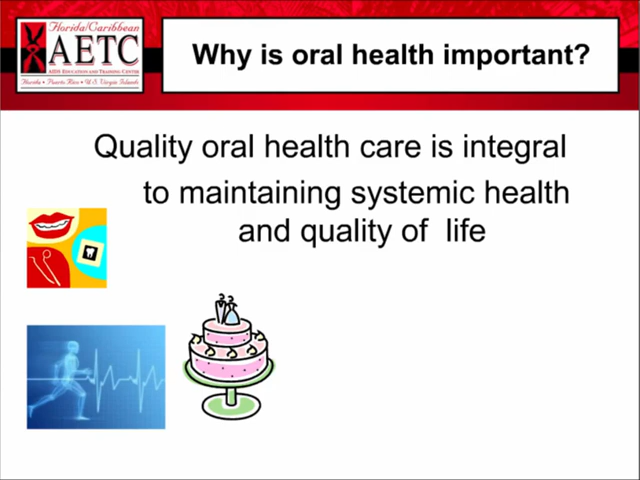 Florida/Caribbean
AETC
AIDS EDUCATION AND TRAINING CENTER
Florida • Puerto Rico • U.S. Virgin Islands
Why is oral health important?
Quality oral health care is integral
to maintaining systemic health
and quality of life